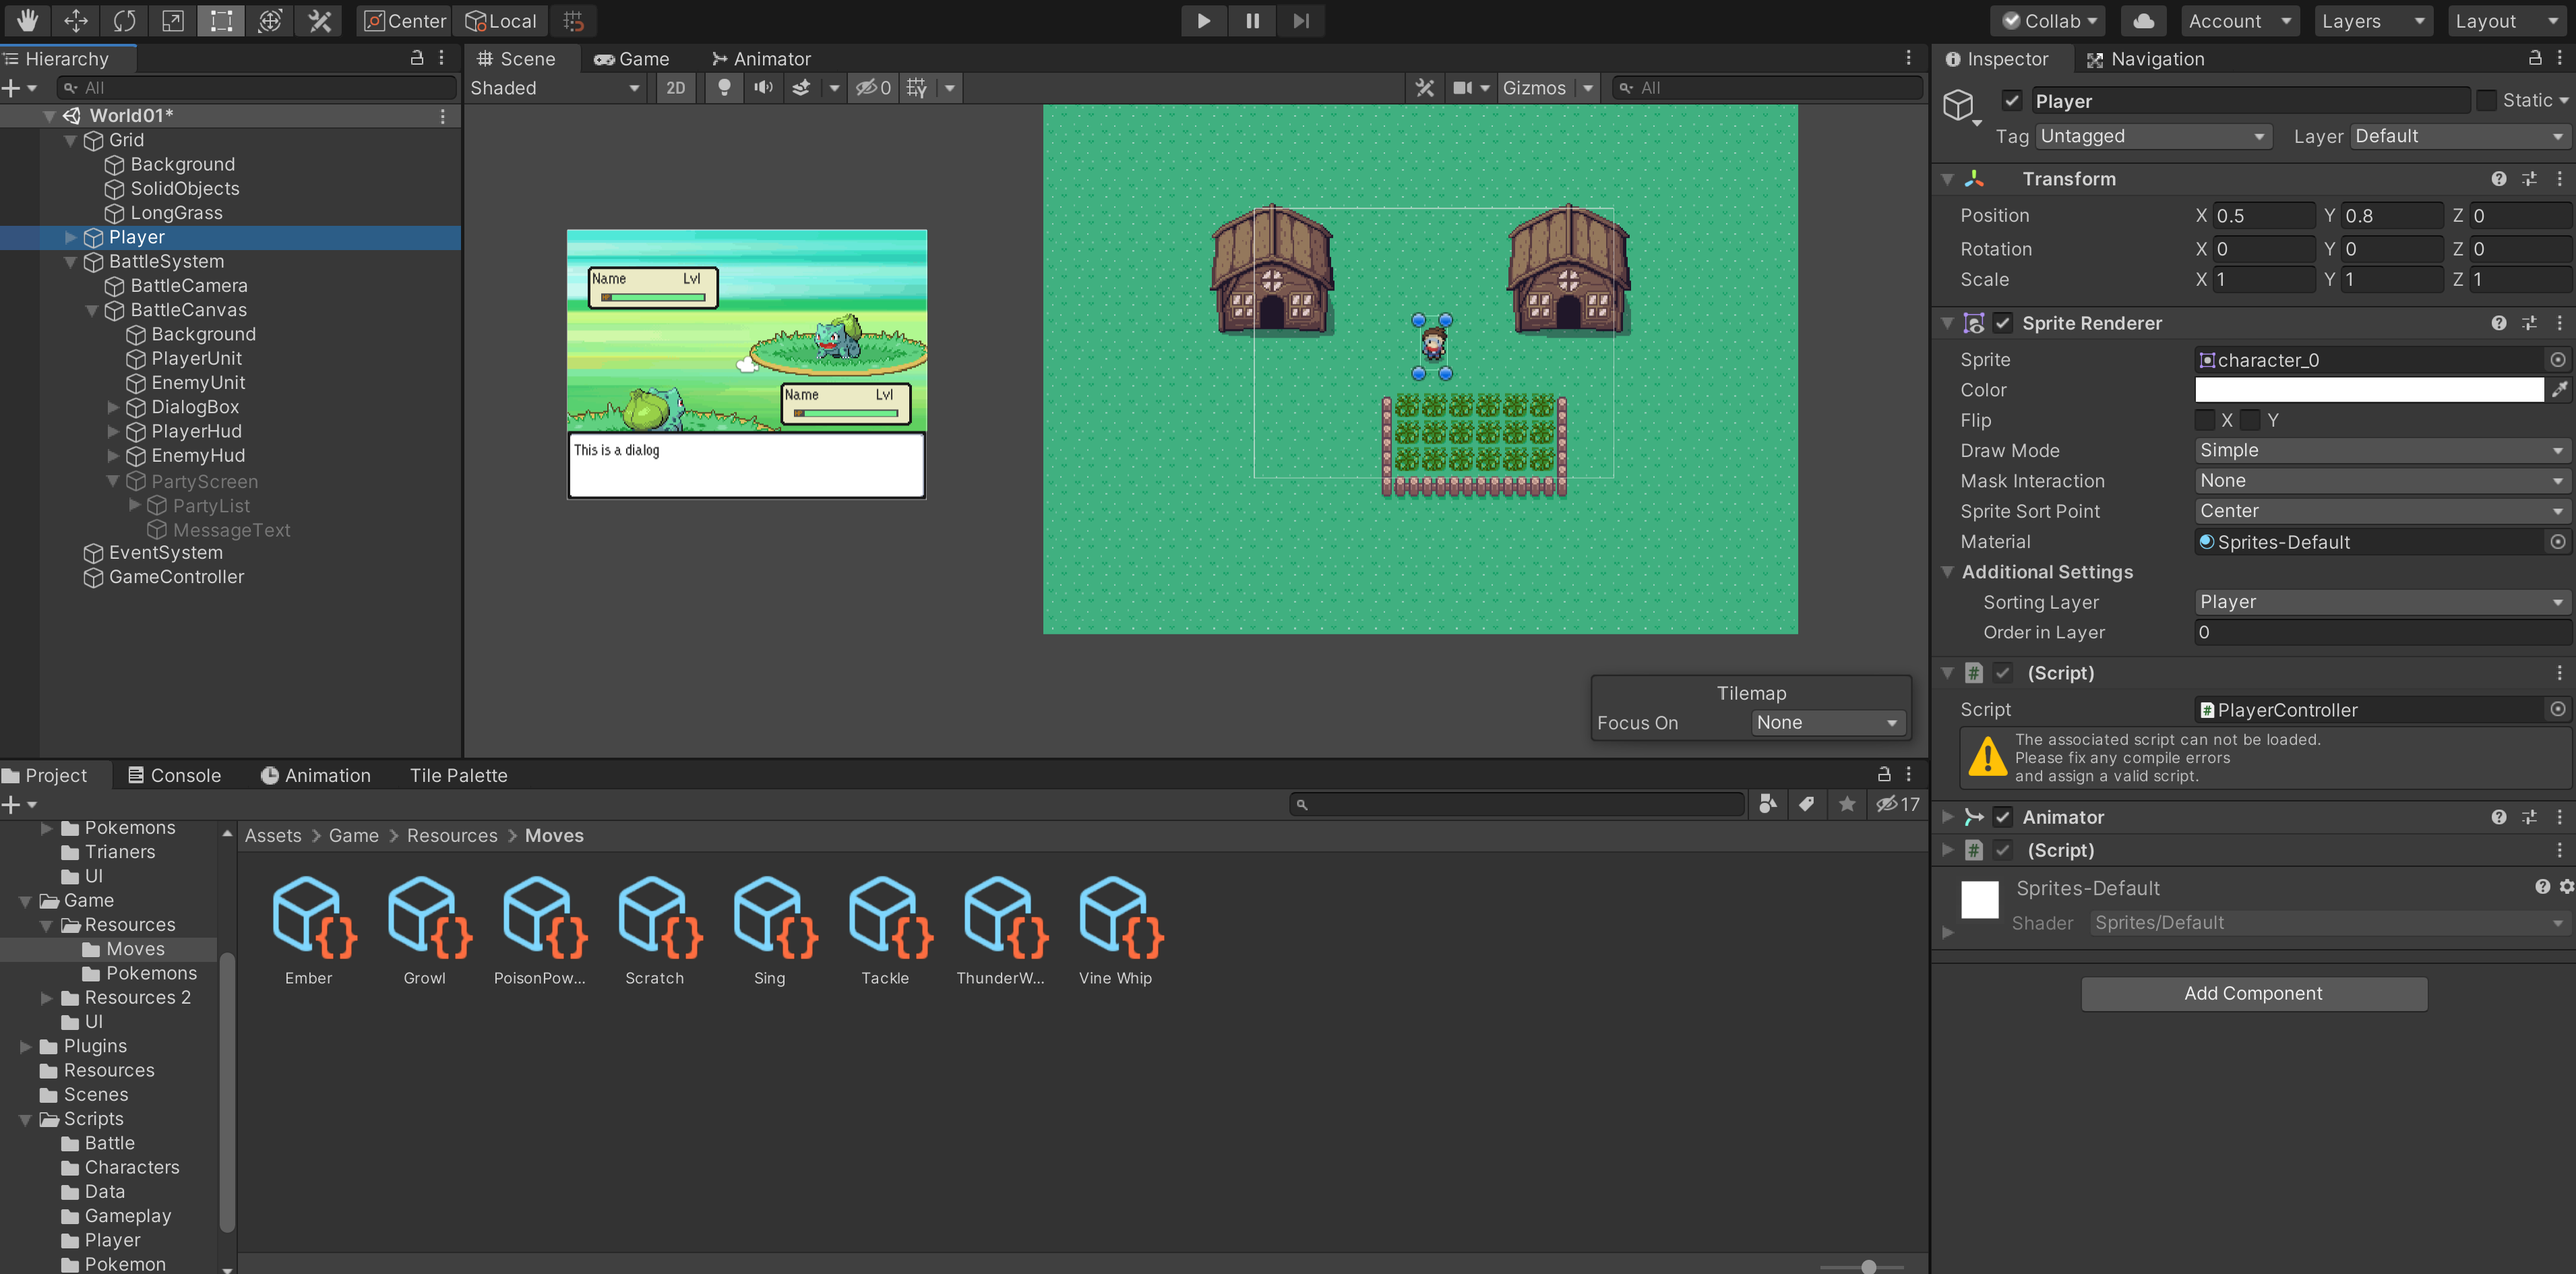 Center
Local
Collab
Account
Layers
Layout
Hierarchy
All
World01*
Grid
Background
SolidObjects
LongGrass
Player
BattleSystem
BattleCamera
BattleCanvas
Background
PlayerUnit
EnemyUnit
DialogBox
PlayerHud
EnemyHud
PartyScreen
PartyList
MessageText
EventSystem
GameController
Scene
Game
Animator
Shaded
2D
0
Gizmos
All
Name Lvl
Name Lvl
This is a dialog
Tilemap
Focus On None
Inspector
Navigation
Player
Static
Tag Untagged Layer Default
Transform
Position X 0.5 Y 0.8 Z 0
Rotation X 0 Y 0 Z 0
Scale X 1 Y 1 Z 1
Sprite Renderer
Sprite character_0
Color
Flip X Y
Draw Mode Simple
Mask Interaction None
Sprite Sort Point Center
Material Sprites-Default
Additional Settings
Sorting Layer Player
Order in Layer 0
# (Script)
Script # PlayerController
The associated script can not be loaded.
Please fix any compile errors
and assign a valid script.
Animator
# (Script)
Sprites-Default
Shader Sprites/Default
Add Component
Project
Console
Animation
Tile Palette
17
Pokemons
Trianers
UI
Game
Resources
Moves
Pokemons
Resources 2
UI
Plugins
Resources
Scenes
Scripts
Battle
Characters
Data
Gameplay
Player
Pokemon
Assets > Game > Resources > Moves
Ember
Growl
PoisonPow...
Scratch
Sing
Tackle
ThunderW...
Vine Whip